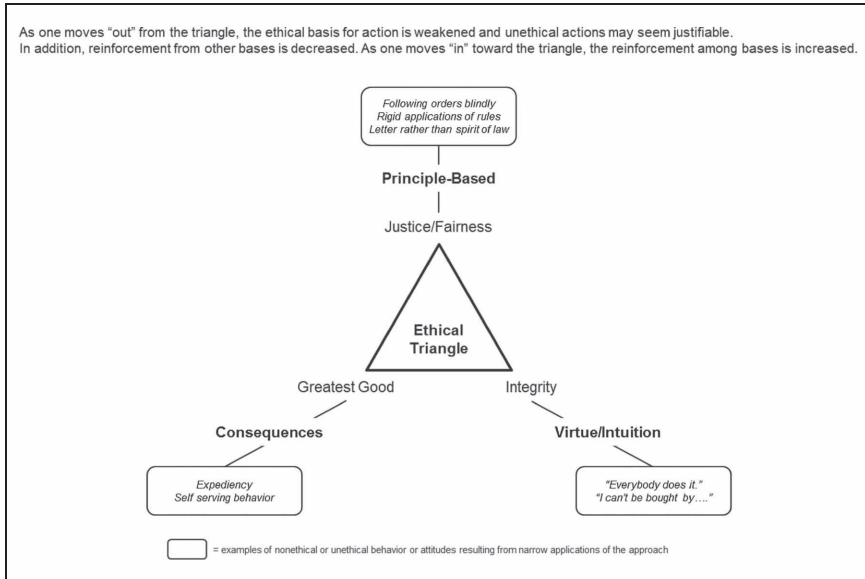 As one moves “out” from the triangle, the ethical basis for action is weakened and unethical actions may seem justifiable.
In addition, reinforcement from other bases is decreased. As one moves “in” toward the triangle, the reinforcement among bases is increased.
Following orders blindly
Rigid applications of rules
Letter rather than spirit of law
Principle-Based
Justice/Fairness
Ethical
Triangle
Greatest Good
Integrity
Consequences
Virtue/Intuition
Expediency
Self serving behavior
"Everybody does it."
"I can't be bought by…."
= examples of nonethical or unethical behavior or attitudes resulting from narrow applications of the approach